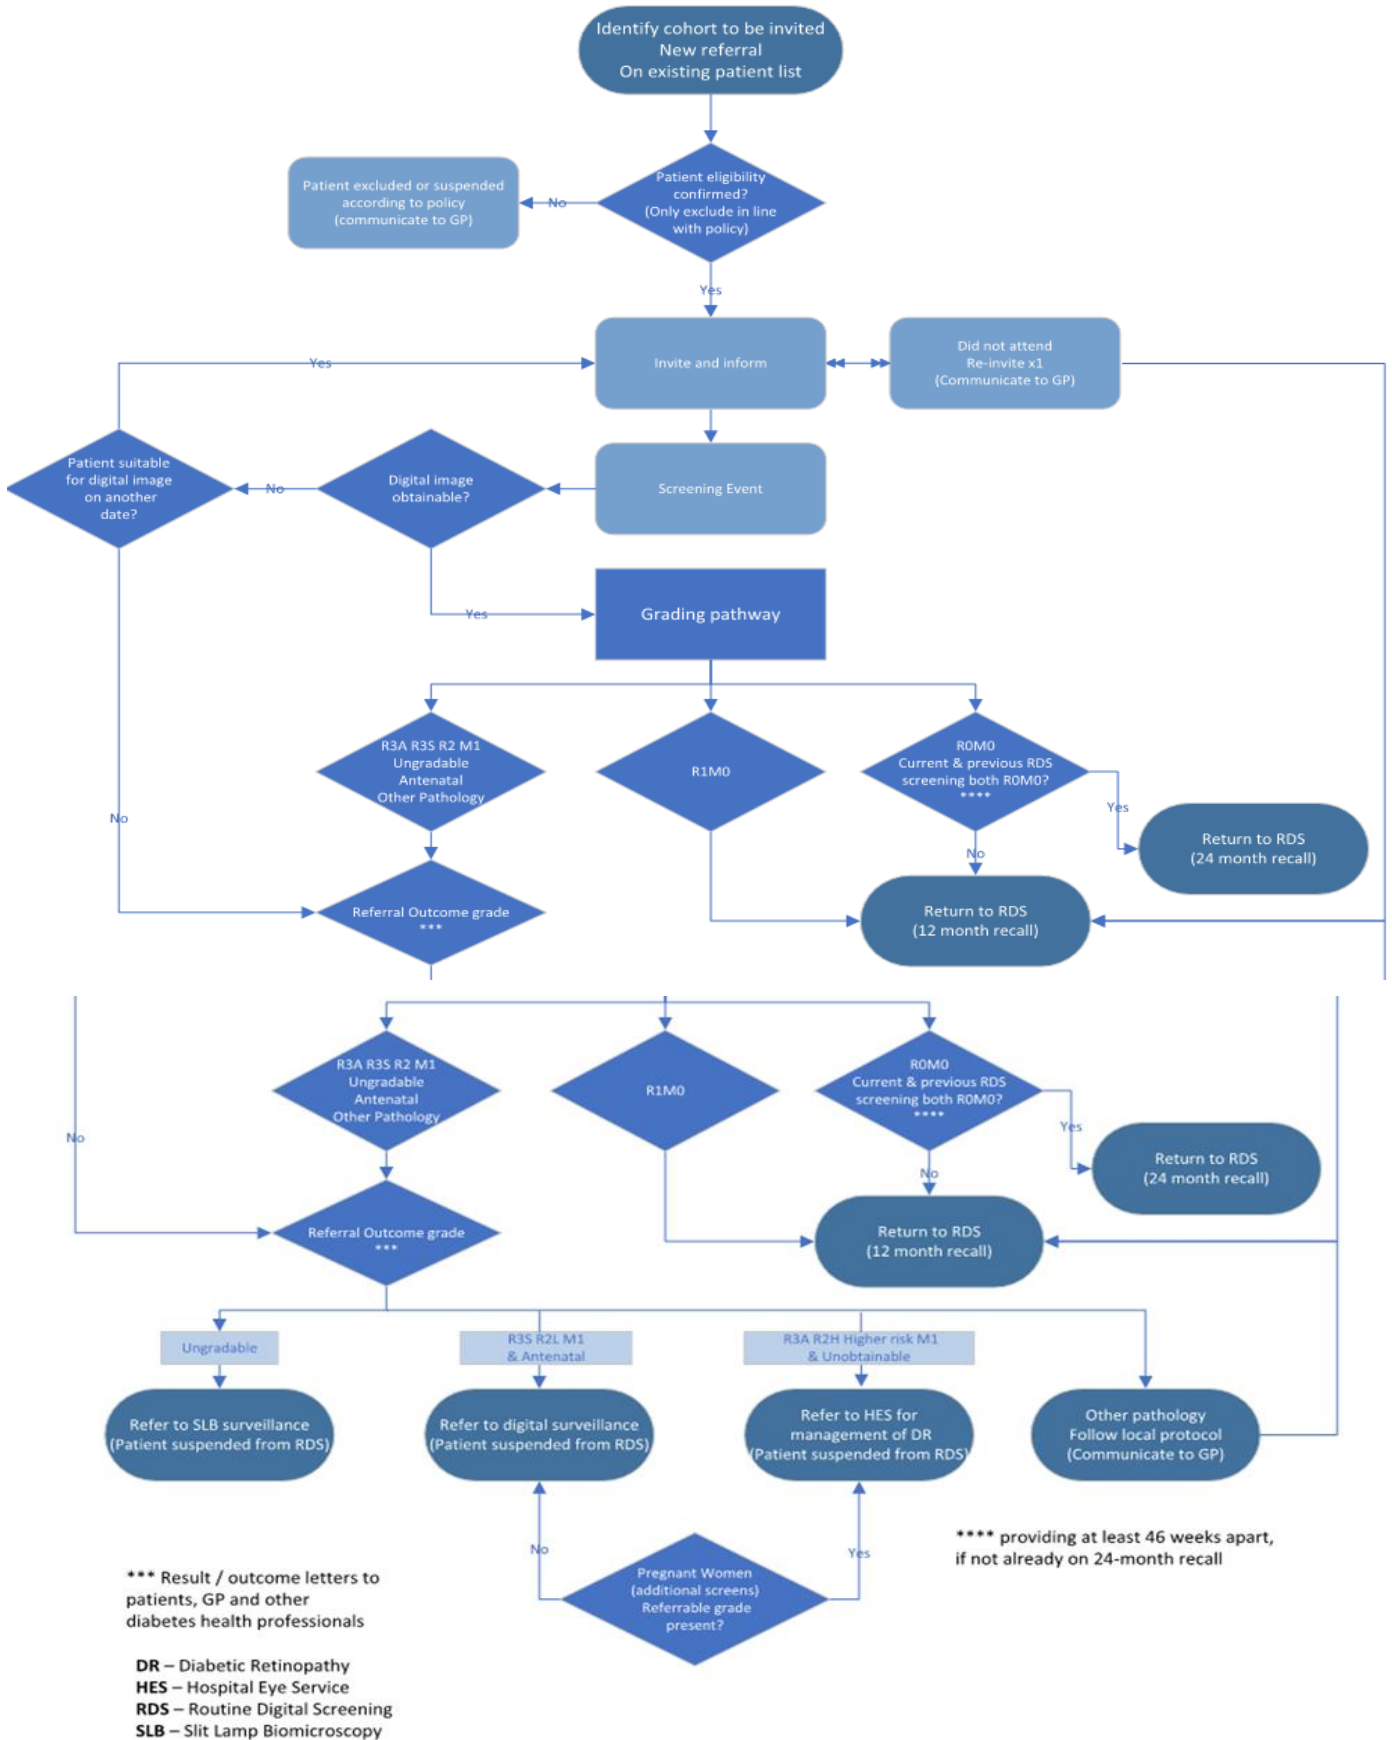 Identify cohort to be invited
New referral
On existing patient list
Patient eligibility
confirmed?
(Only exclude in line
with policy)
No
Patient excluded or suspended
according to policy
(communicate to GP)
Yes
Invite and inform
Did not attend
Re-invite x1
(Communicate to GP)
Yes
Patient suitable
for digital image
on another
date?
No
Digital image
obtainable?
Screening Event
Yes
Grading pathway
R3A R3S R2 M1
Ungradable
Antenatal
Other Pathology
R1M0
R0M0
Current & previous RDS
screening both R0M0?
****
Yes
No
No
Return to RDS
(24 month recall)
Referral Outcome grade
***
Return to RDS
(12 month recall)
R3A R3S R2 M1
Ungradable
Antenatal
Other Pathology
R1M0
R0M0
Current & previous RDS
screening both R0M0?
****
Yes
No
No
Return to RDS
(24 month recall)
Referral Outcome grade
***
Return to RDS
(12 month recall)
Ungradable
R3S R2L M1
& Antenatal
R3A R2H Higher risk M1
& Unobtainable
Refer to SLB surveillance
(Patient suspended from RDS)
Refer to digital surveillance
(Patient suspended from RDS)
Refer to HES for
management of DR
(Patient suspended from RDS)
Other pathology
Follow local protocol
(Communicate to GP)
No
Yes
Pregnant Women
(additional screens)
Referrable grade
present?
**** providing at least 46 weeks apart,
if not already on 24-month recall
*** Result / outcome letters to
patients, GP and other
diabetes health professionals
DR – Diabetic Retinopathy
HES – Hospital Eye Service
RDS – Routine Digital Screening
SLB – Slit Lamp Biomicroscopy